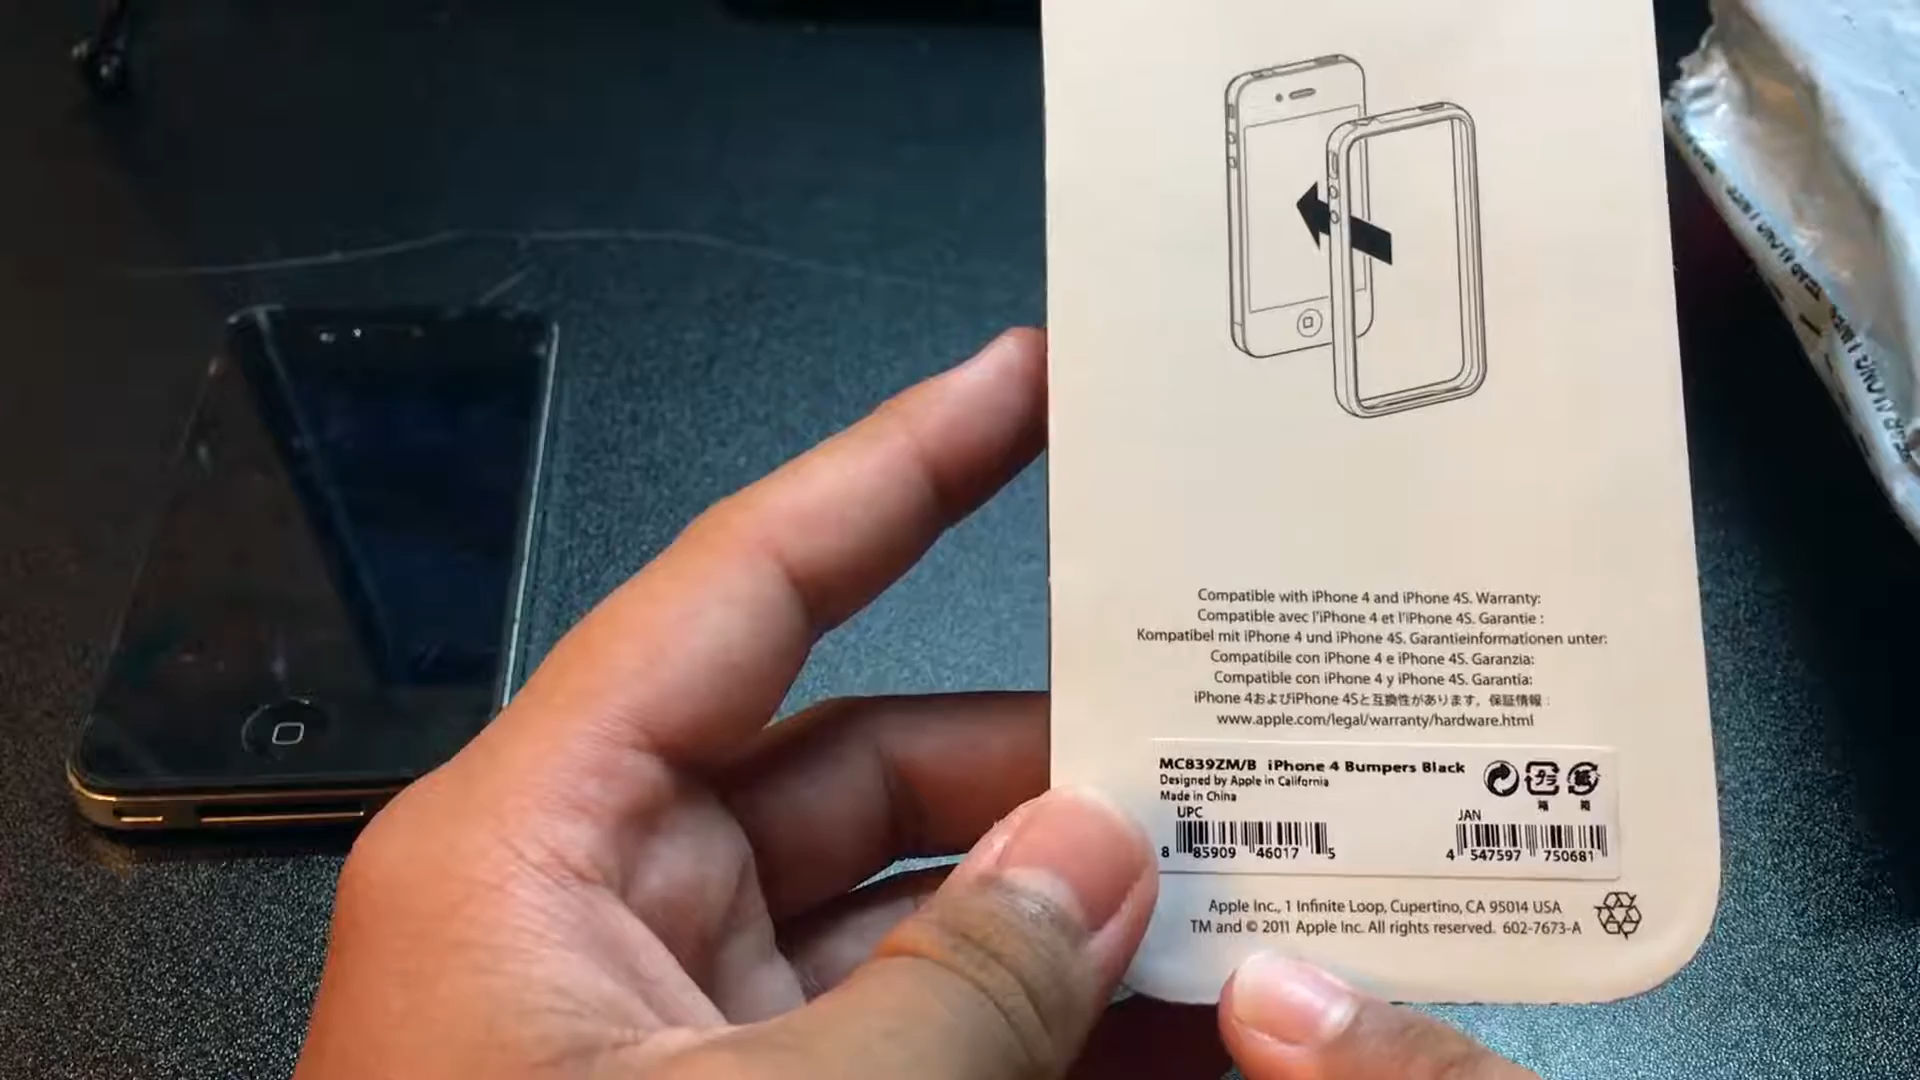 Compatible with iPhone 4 and iPhone 4S. Warranty:
Compatible avec l'iPhone 4 et l'iPhone 4S. Garantie :
Kompatibel mit iPhone 4 und iPhone 4S. Garantieinformationen unter:
Compatibile con iPhone 4 e iPhone 4S. Garanzia:
Compatible con iPhone 4 y iPhone 4S. Garantía:
iPhone 4およびiPhone 4Sと互換性があります。保証情報：
www.apple.com/legal/warranty/hardware.html
MC839ZM/B iPhone 4 Bumpers Black
Designed by Apple in California
Made in China
プラ
紙
箱
箱
UPC
JAN
8 85909 46017 5
4 547597 750681
Apple Inc., 1 Infinite Loop, Cupertino, CA 95014 USA
TM and © 2011 Apple Inc. All rights reserved. 602-7673-A